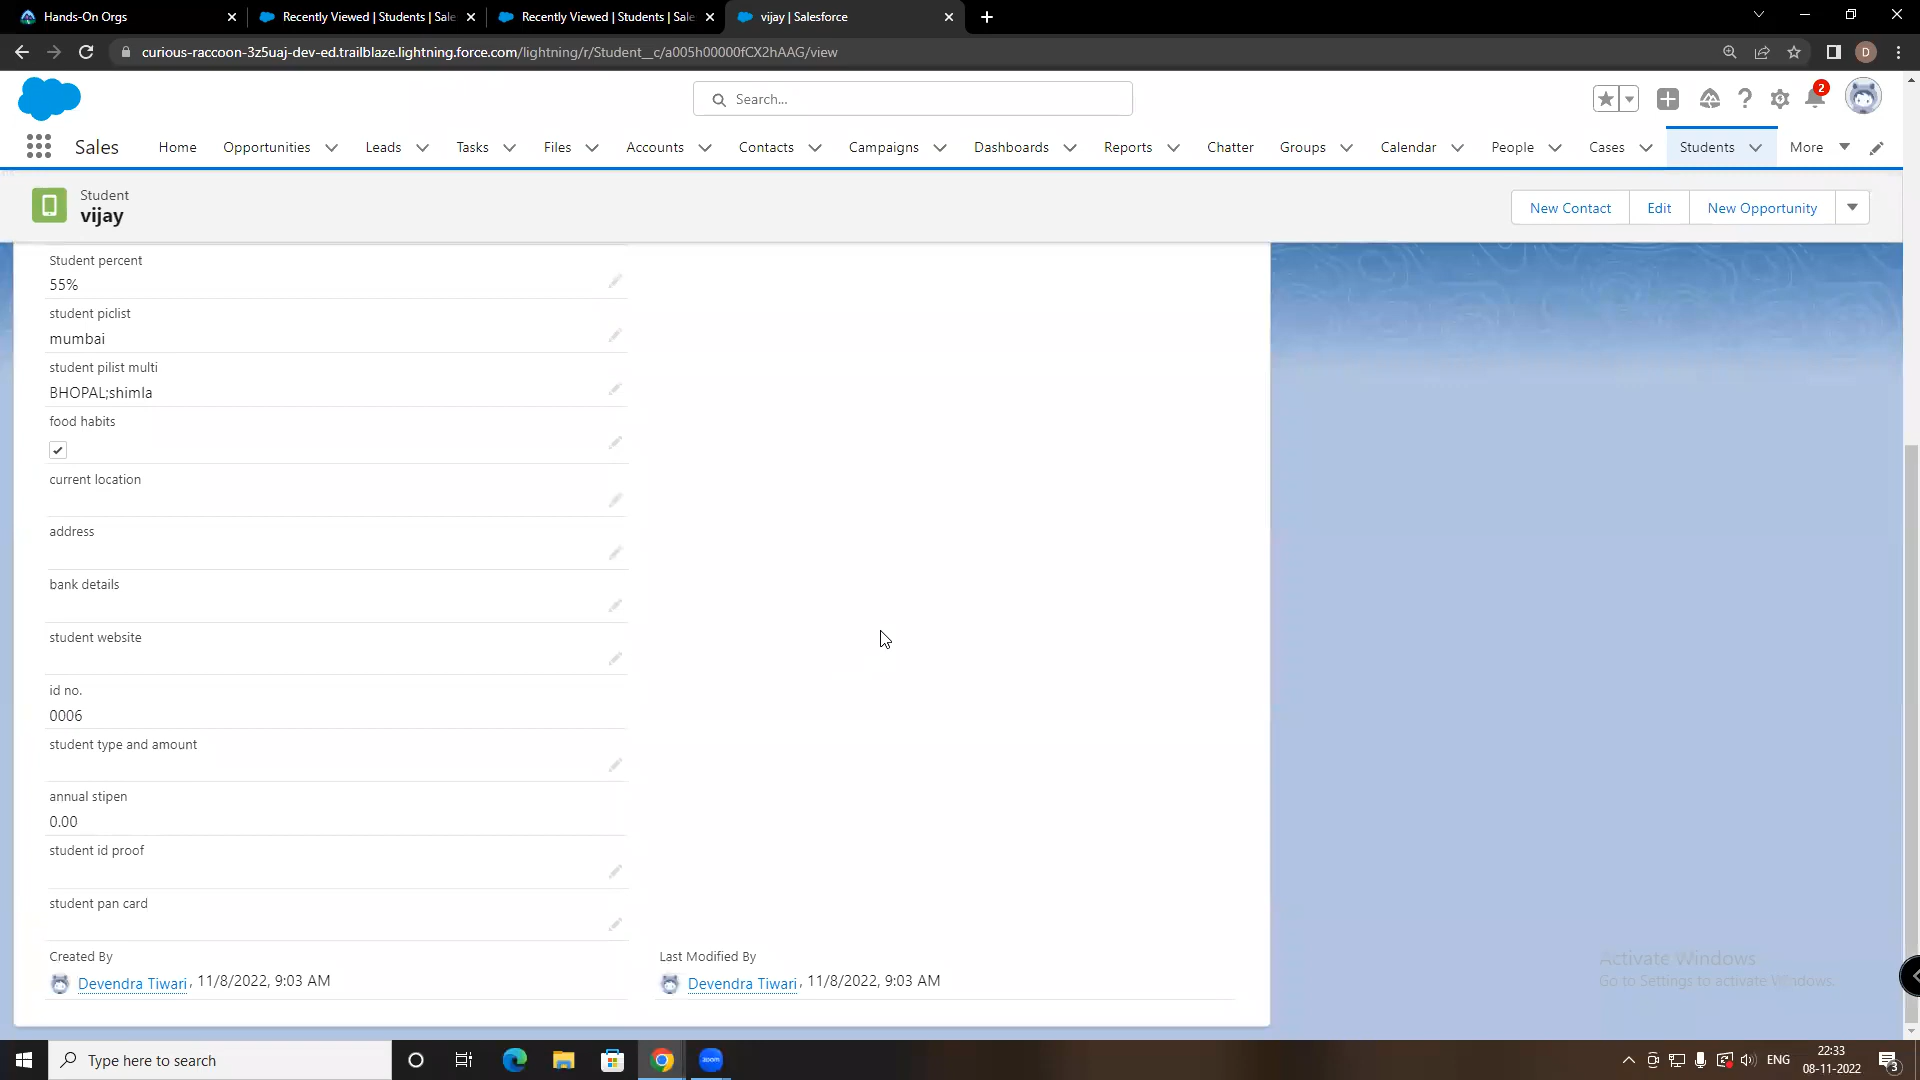 Hands-On Orgs
Recently Viewed | Students | Sale
Recently Viewed | Students | Sale
vijay | Salesforce
curious-raccoon-3z5uaj-dev-ed.trailblaze.lightning.force.com/lightning/r/Student__c/a005h00000fCX2hAAG/view
D
Search...
2
Sales
Home
Opportunities
Leads
Tasks
Files
Accounts
Contacts
Campaigns
Dashboards
Reports
Chatter
Groups
Calendar
People
Cases
Students
More
Student
vijay
New Contact
Edit
New Opportunity
Student percent
55%
student piclist
mumbai
student pilist multi
BHOPAL;shimla
food habits
current location
address
bank details
student website
id no.
0006
student type and amount
annual stipen
0.00
student id proof
student pan card
Created By
Devendra Tiwari, 11/8/2022, 9:03 AM
Last Modified By
Devendra Tiwari, 11/8/2022, 9:03 AM
Activate Windows
Go to Settings to activate Windows.
Type here to search
zoom
ENG
22:33
08-11-2022
3